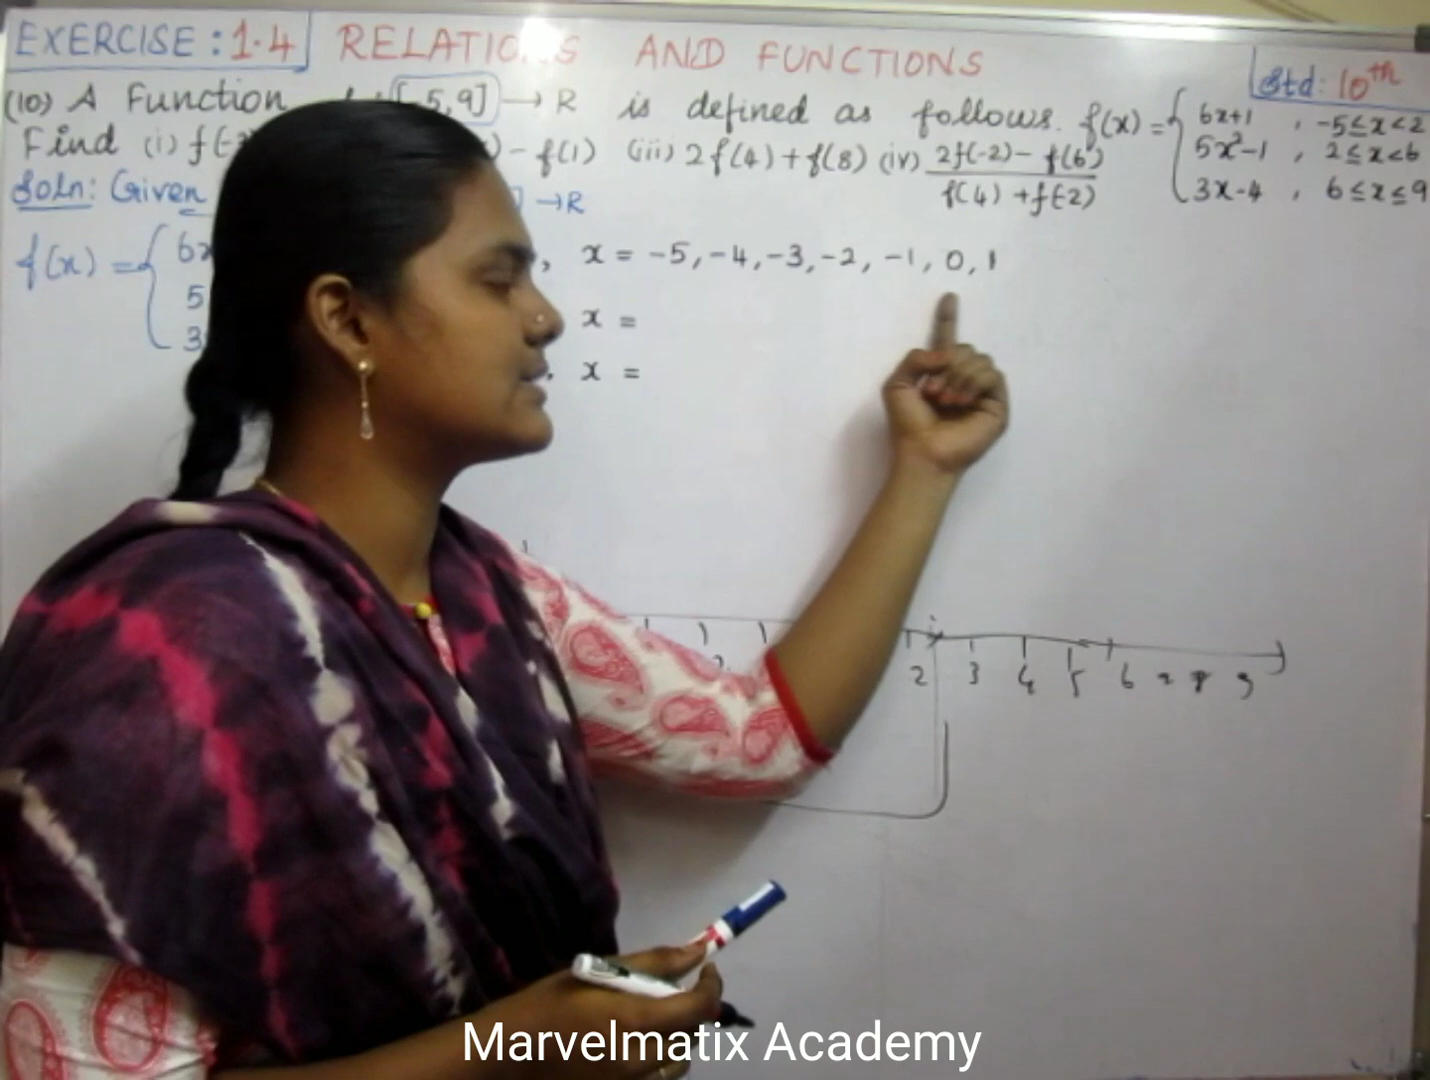 EXERCISE: 1.4 RELATIONS AND FUNCTIONS
Std: 10th
(10) A Function [-5,9] → R is defined as follows. f(x) = { 6x+1 , -5≤x<2
5x²-1 , 2≤x<6
3x-4 , 6≤x≤9
Find (i) f(-3) - f(1) (iii) 2f(4)+f(8) (iv) 2f(-2) - f(6)
f(4) + f(-2)
Soln: Given ] → R
f(x) = { 6x , x = -5, -4, -3, -2, -1, 0, 1
5 x =
3 . x =
2 3 4 5 6 7 8 9
Marvelmatix Academy